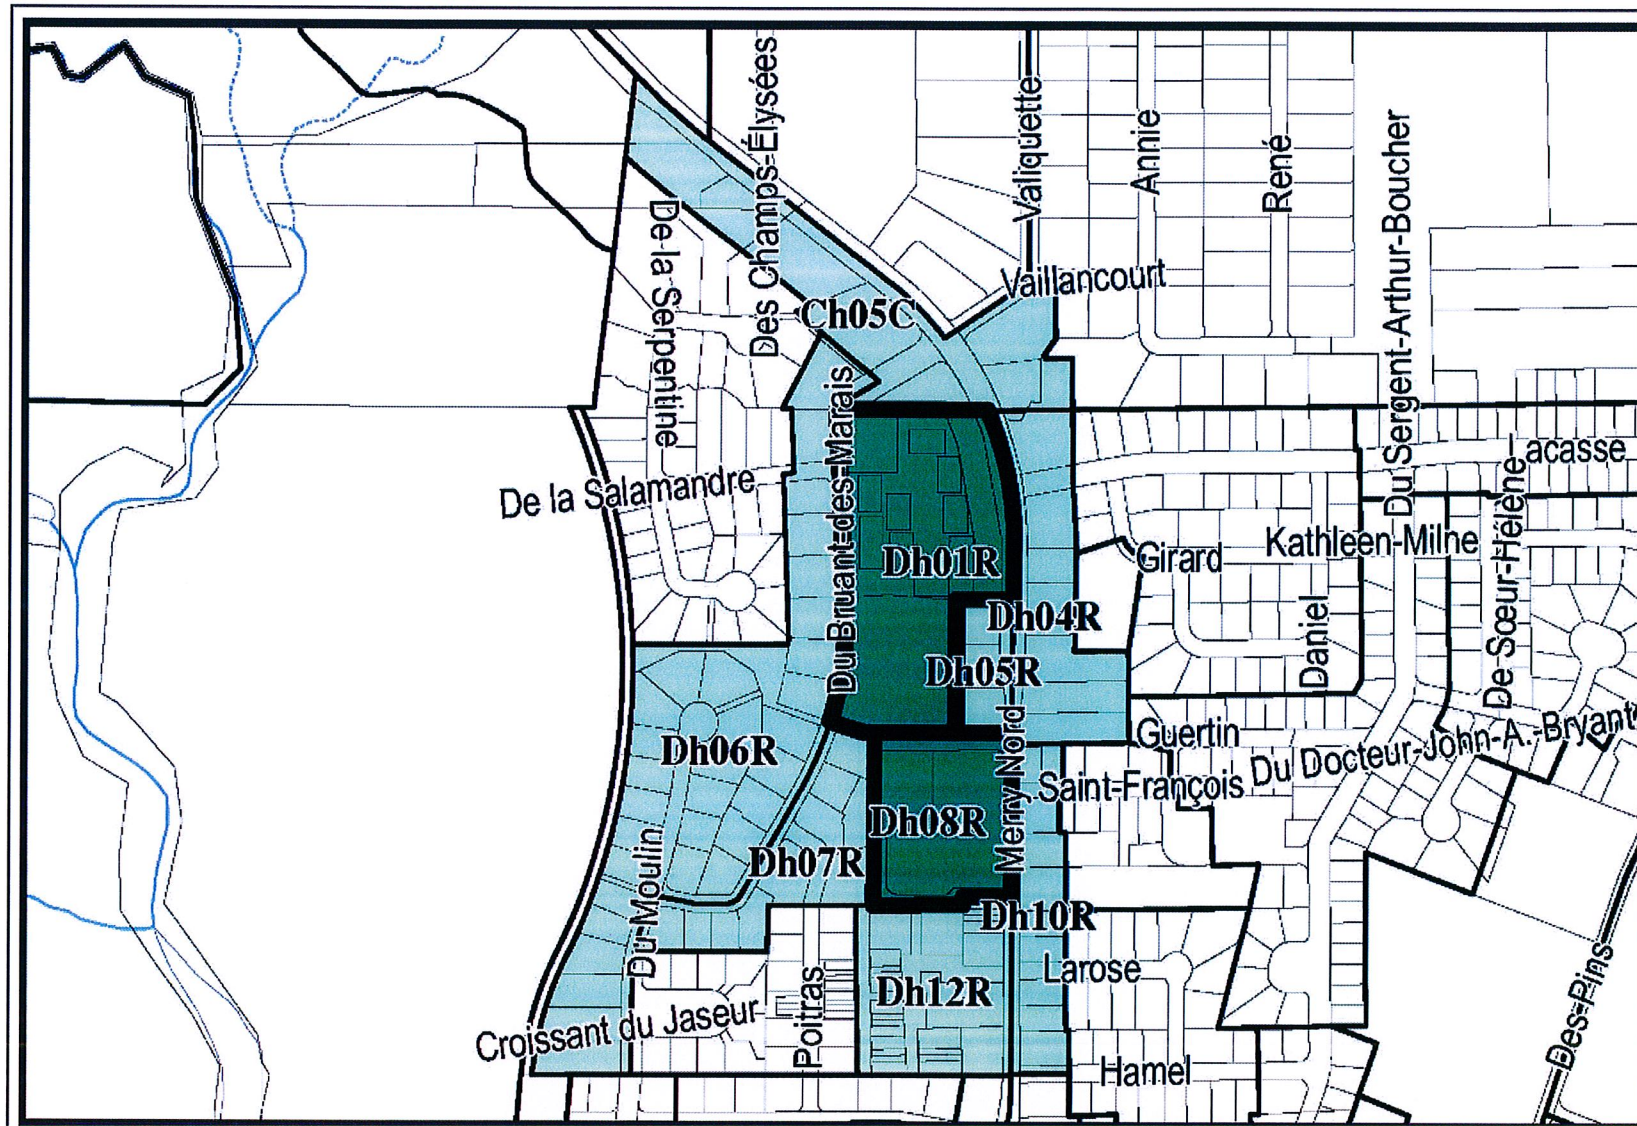 Des Champs-Élysées
Valiquette
Annie
René
Du Sergent-Arthur-Boucher
De la Serpentine
Vaillancourt
Ch05C
Du Bruant-des-Marais
Lacasse
De la Salamandre
Dh01R
Girard
Kathleen-Milne
De Sœur-Hélène
Dh04R
Daniel
Dh05R
Dh06R
Merry Nord
Guertin
Du Docteur-John-A.-Bryant
Saint-François
Dh08R
Dh07R
Du Moulin
Dh10R
Larose
Dh12R
Poitras
Croissant du Jaseur
Hamel
Des Pins